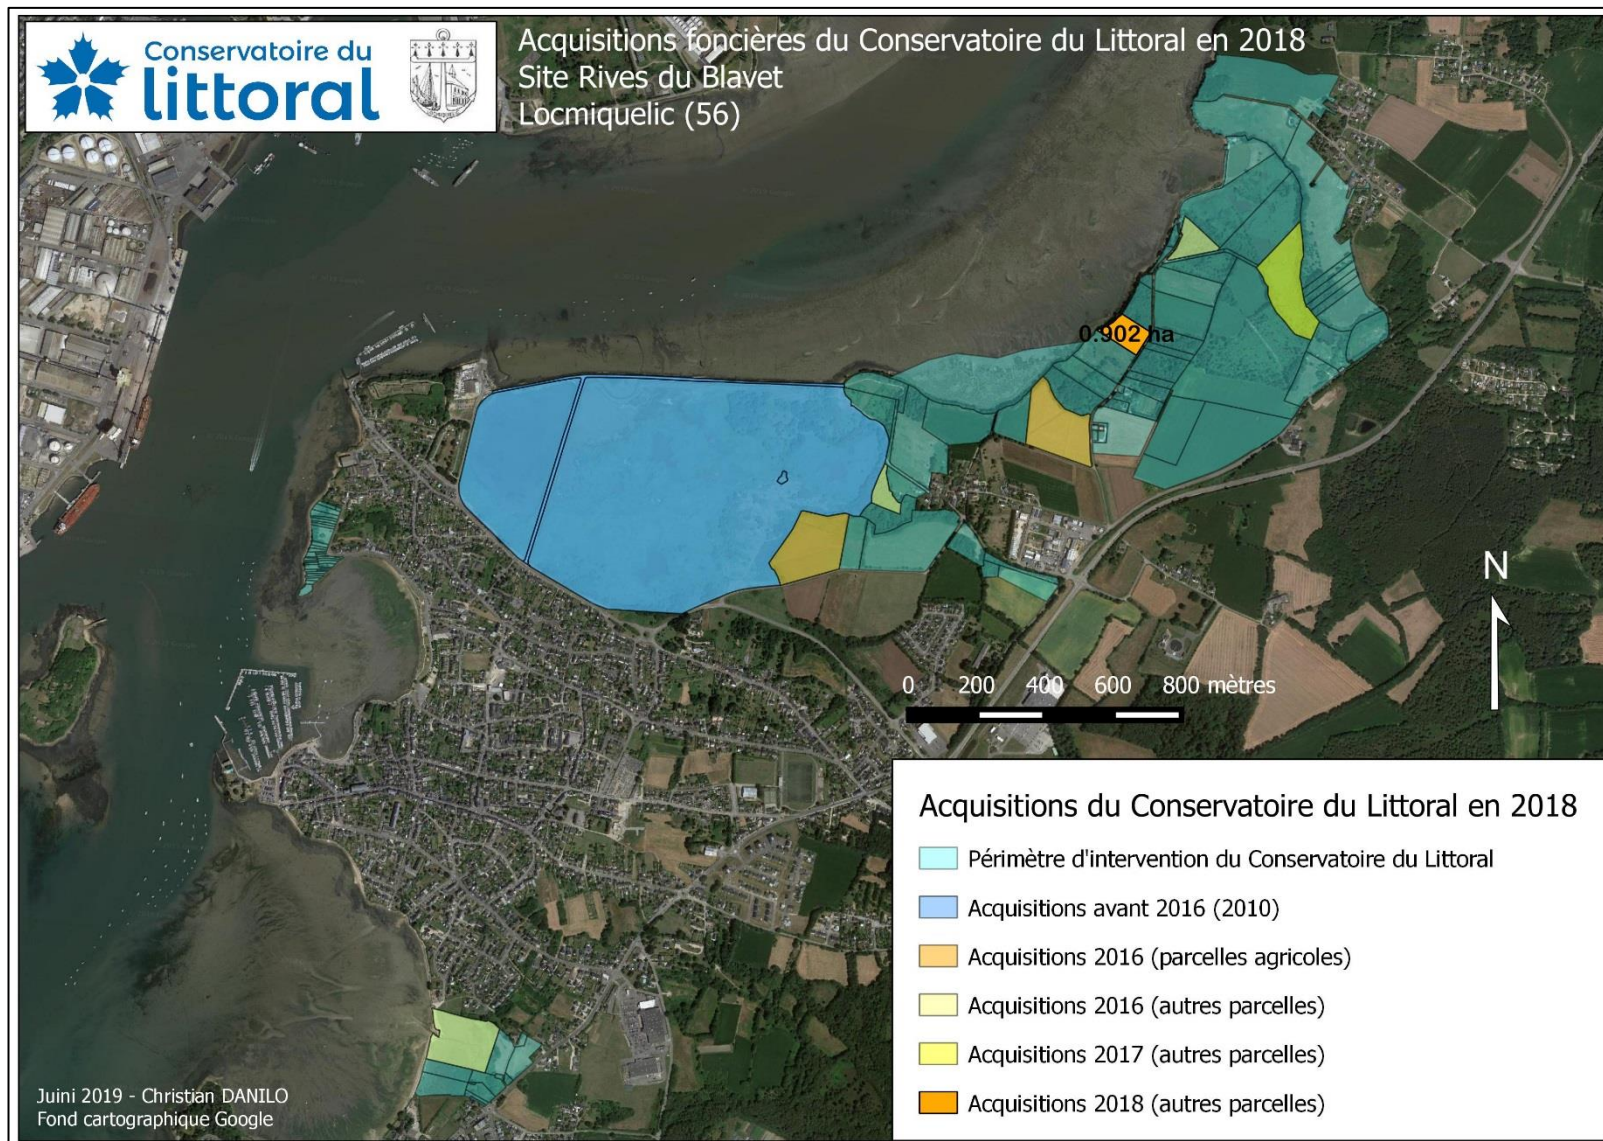 Conservatoire du
littoral
Acquisitions foncières du Conservatoire du Littoral en 2018
Site Rives du Blavet
Locmiquelic (56)
0.902 ha
N
0 200 400 600 800 mètres
Acquisitions du Conservatoire du Littoral en 2018
Périmètre d'intervention du Conservatoire du Littoral
Acquisitions avant 2016 (2010)
Acquisitions 2016 (parcelles agricoles)
Acquisitions 2016 (autres parcelles)
Acquisitions 2017 (autres parcelles)
Acquisitions 2018 (autres parcelles)
Juini 2019 - Christian DANILO
Fond cartographique Google